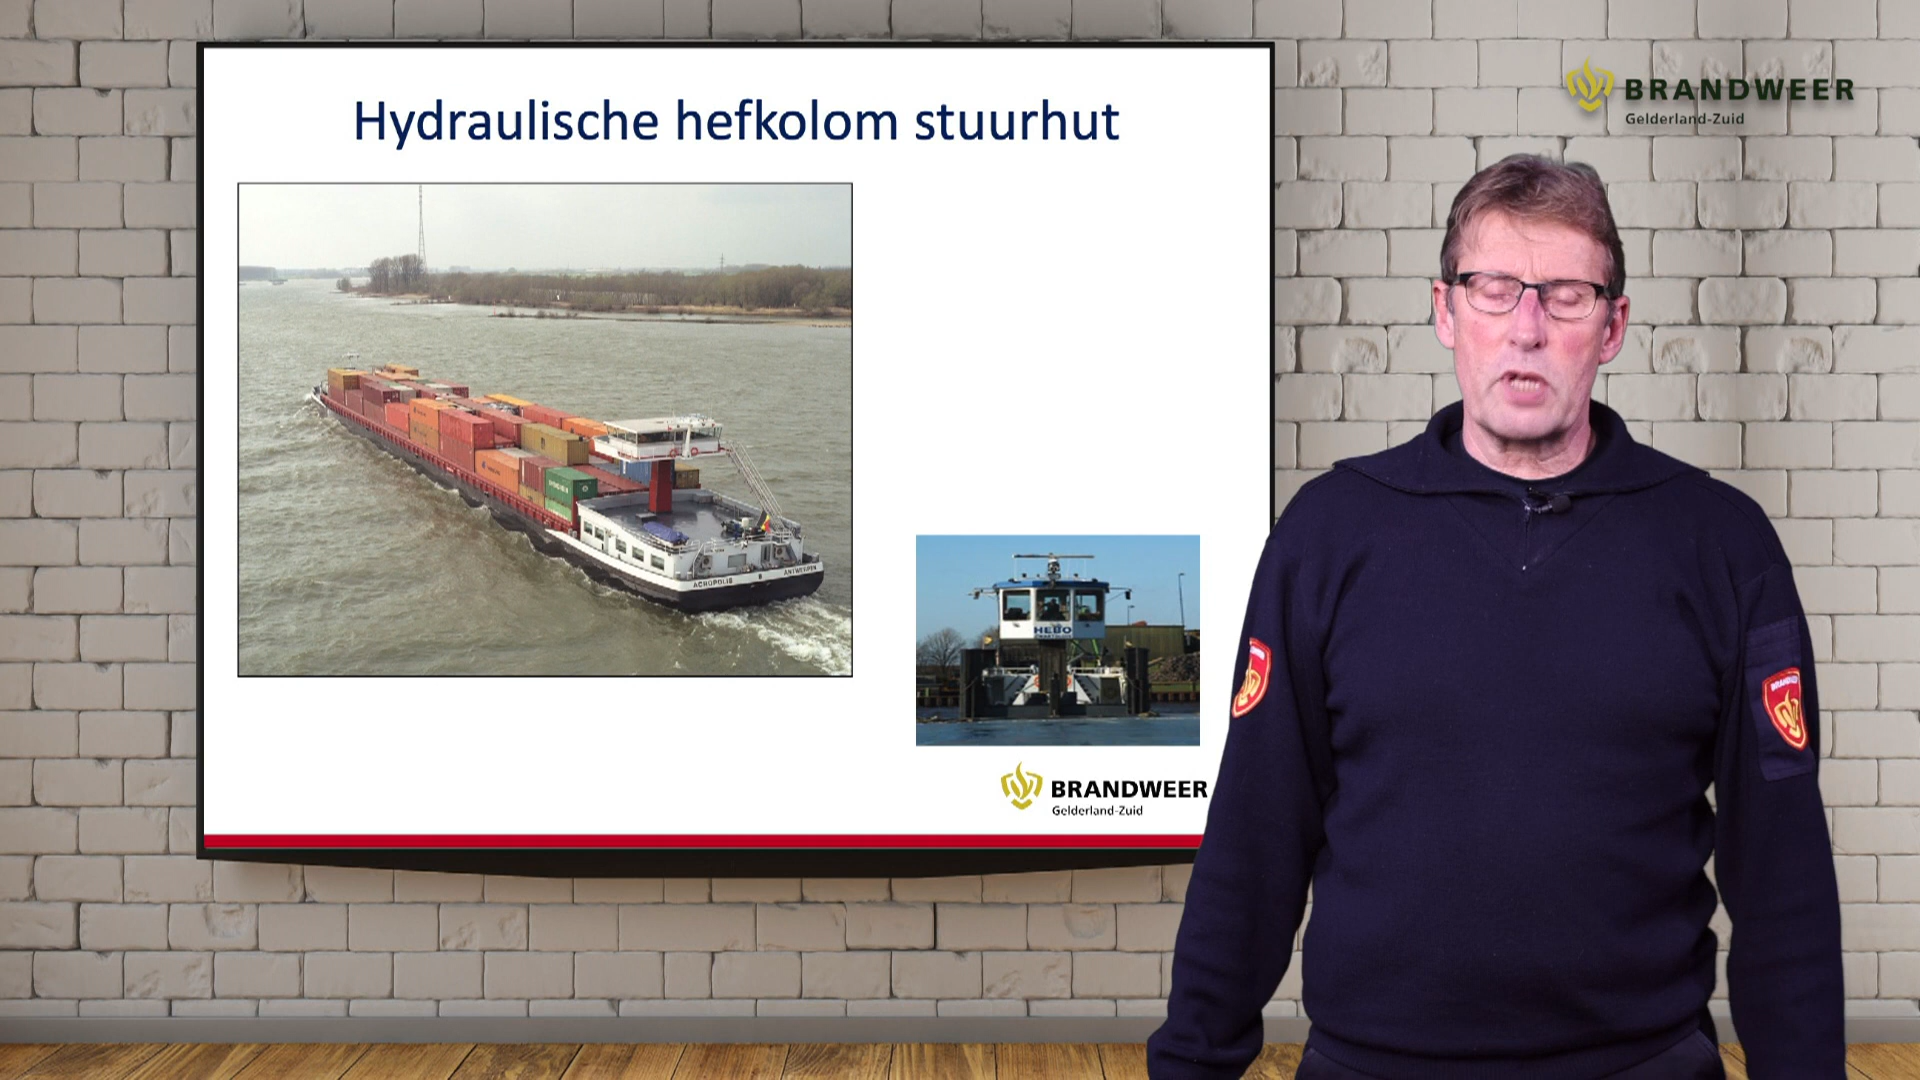 Hydraulische hefkolom stuurhut
BRANDWEER
Gelderland-Zuid
ACROPOLIS
ANTWERPEN
HEBO
BRANDWEER
Gelderland-Zuid